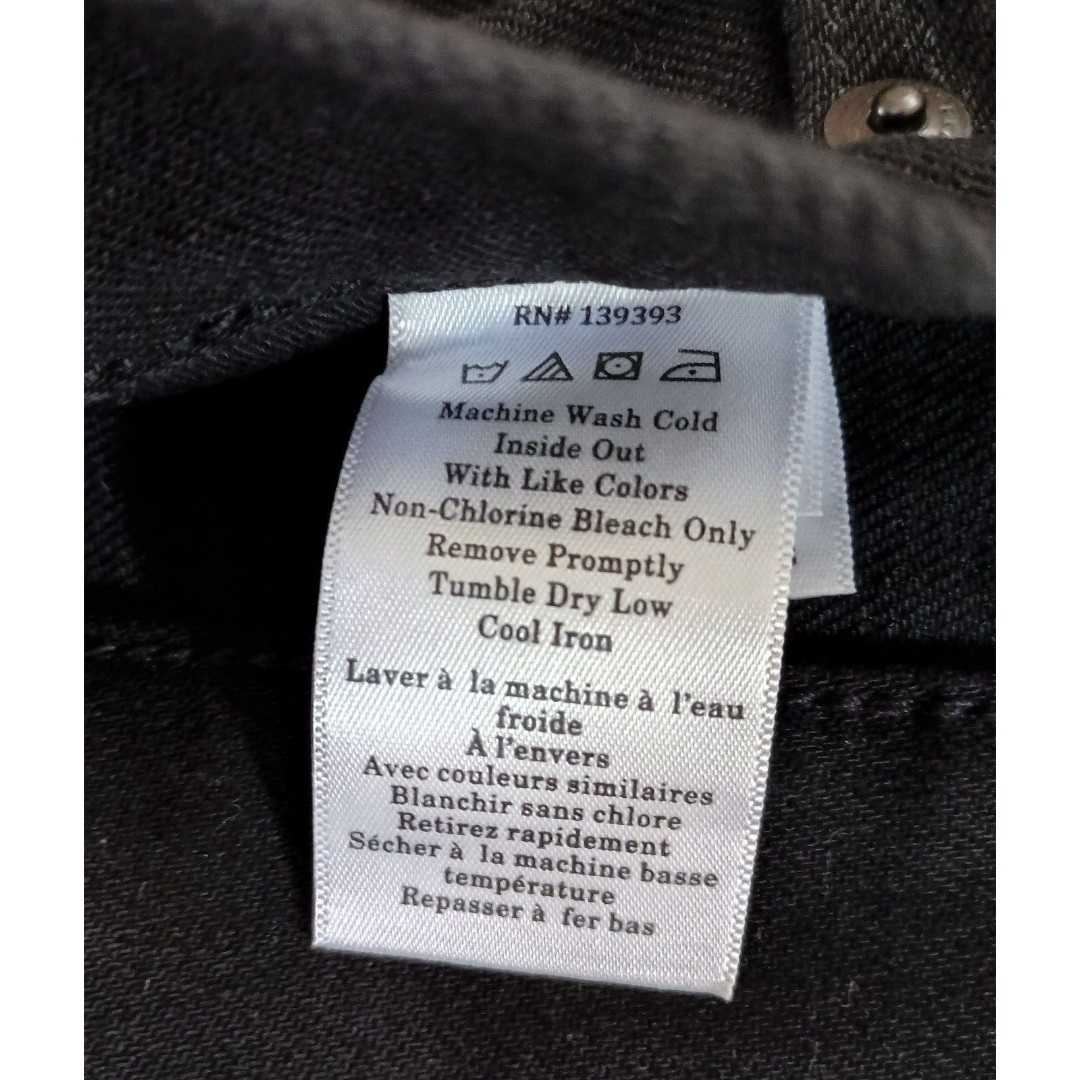 RN# 139393
Machine Wash Cold
Inside Out
With Like Colors
Non-Chlorine Bleach Only
Remove Promptly
Tumble Dry Low
Cool Iron
Laver à la machine à l'eau
froide
À l'envers
Avec couleurs similaires
Blanchir sans chlore
Retirez rapidement
Sécher à la machine basse
température
Repasser à fer bas